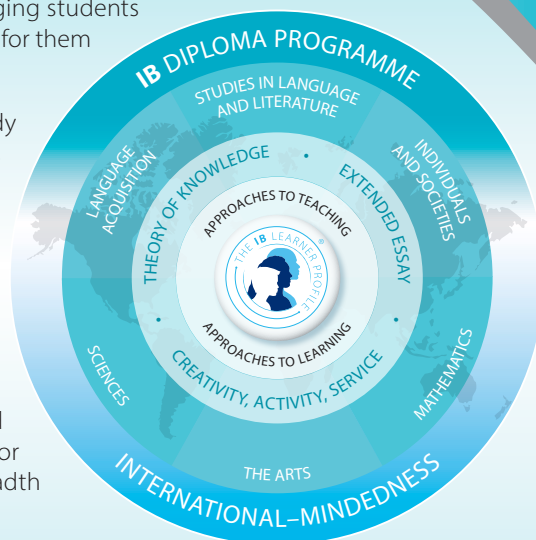 ging students
for them
dy
or
adth
IB DIPLOMA PROGRAMME
STUDIES IN LANGUAGE
AND LITERATURE
LANGUAGE
ACQUISITION
INDIVIDUALS
AND SOCIETIES
THEORY OF KNOWLEDGE
•
EXTENDED ESSAY
•
CREATIVITY, ACTIVITY, SERVICE
•
APPROACHES TO TEACHING
THE IB LEARNER PROFILE
®
APPROACHES TO LEARNING
SCIENCES
MATHEMATICS
THE ARTS
INTERNATIONAL–MINDEDNESS